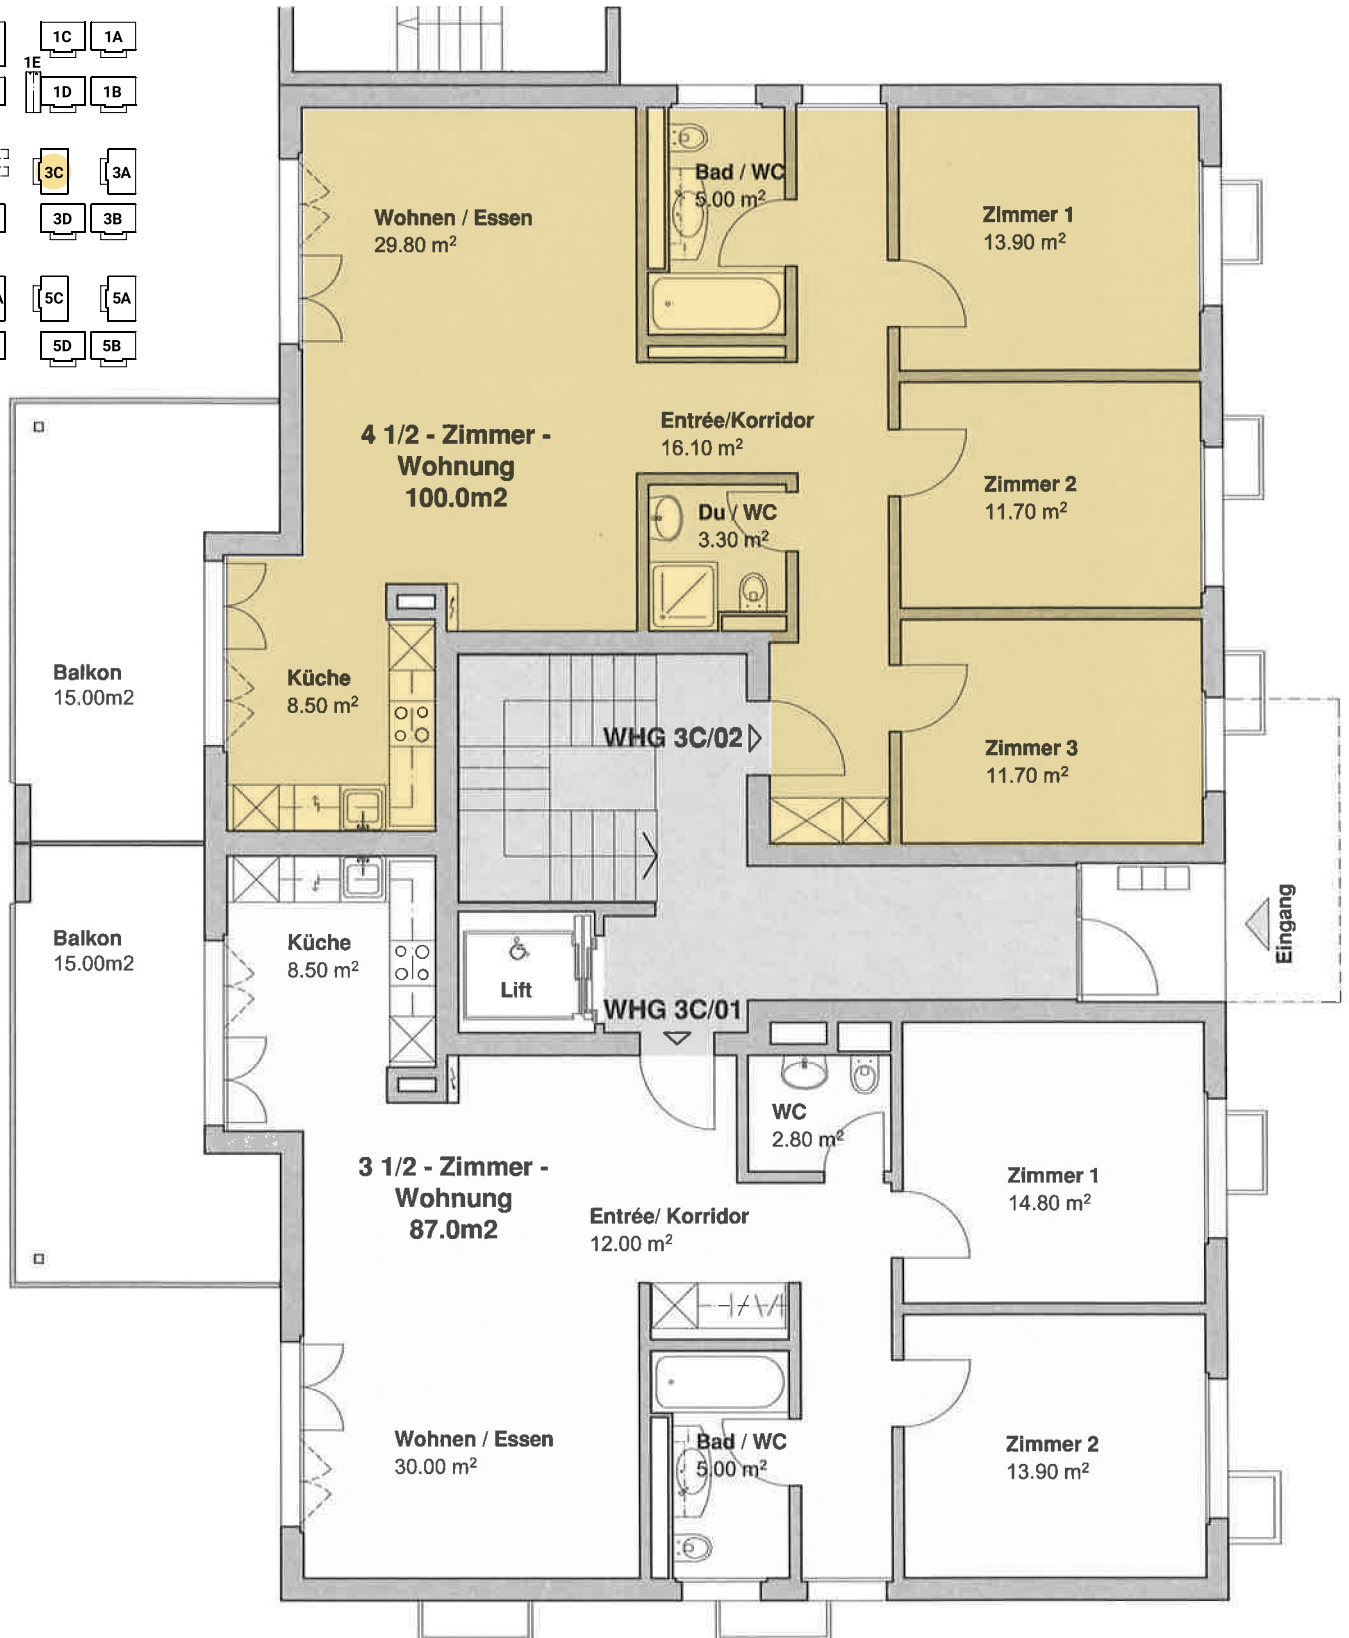 1C
1A
1E
1D
1B
3C
3A
3D
3B
5C
5A
5D
5B
Bad / WC
5.00 m²
Wohnen / Essen
29.80 m²
Zimmer 1
13.90 m²
4 1/2 - Zimmer -
Wohnung
100.0m2
Entrée/Korridor
16.10 m²
Zimmer 2
11.70 m²
Du / WC
3.30 m²
Balkon
15.00m2
Küche
8.50 m²
WHG 3C/02
Zimmer 3
11.70 m²
Eingang
Balkon
15.00m2
Küche
8.50 m²
Lift
WHG 3C/01
WC
2.80 m²
3 1/2 - Zimmer -
Wohnung
87.0m2
Zimmer 1
14.80 m²
Entrée/ Korridor
12.00 m²
Wohnen / Essen
30.00 m²
Bad / WC
5.00 m²
Zimmer 2
13.90 m²